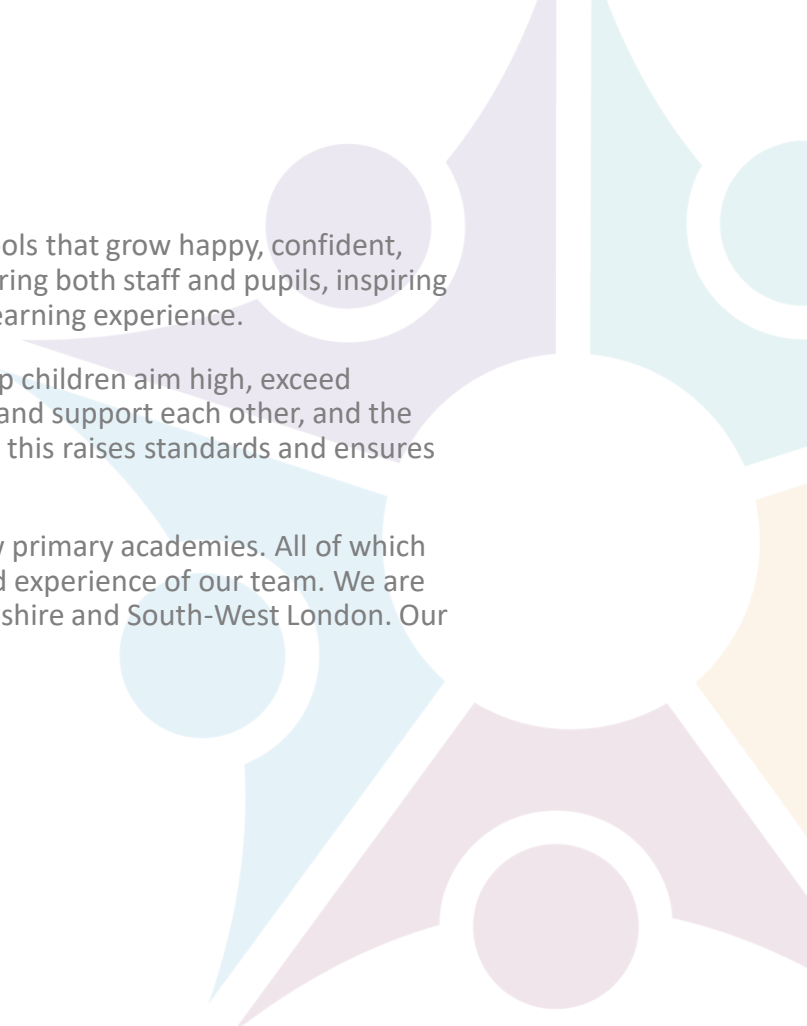 ols that grow happy, confident,
ring both staff and pupils, inspiring
earning experience.
p children aim high, exceed
and support each other, and the
this raises standards and ensures
primary academies. All of which
d experience of our team. We are
shire and South-West London. Our